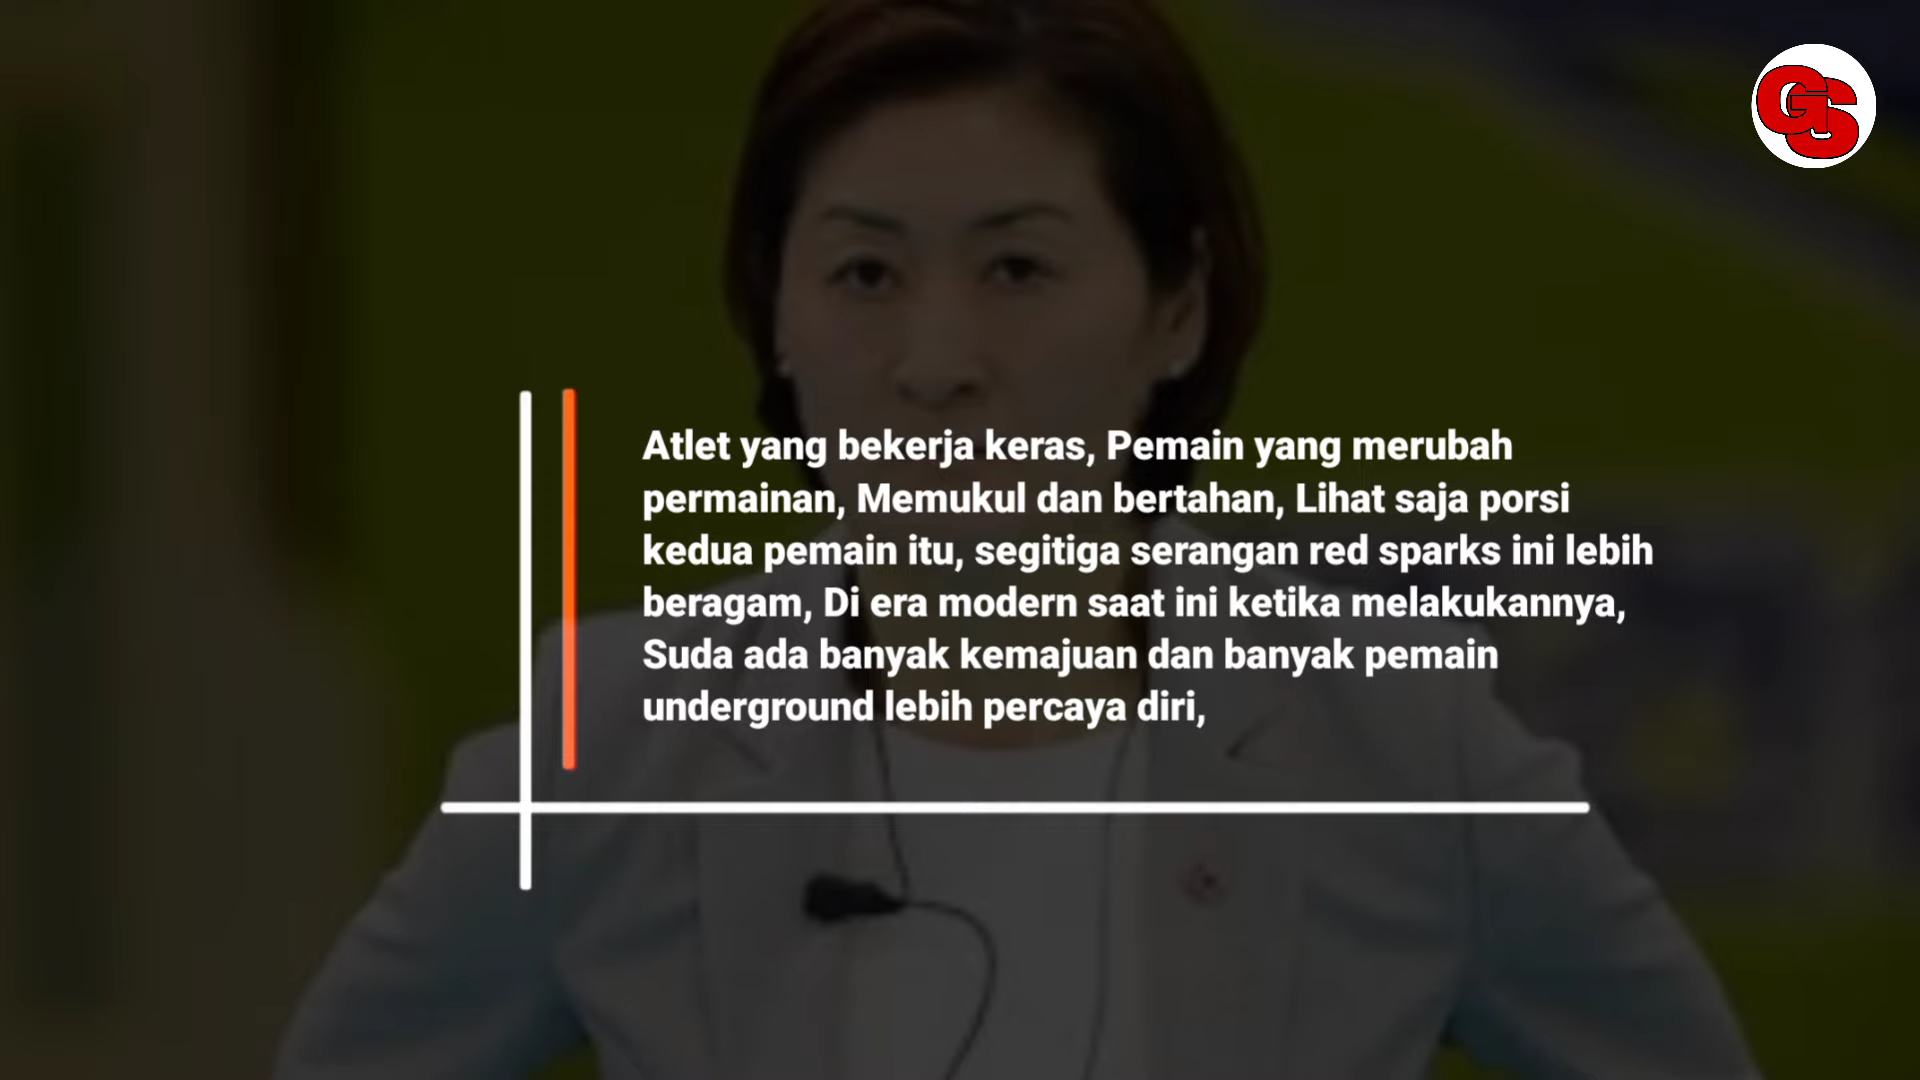 GS
Atlet yang bekerja keras, Pemain yang merubah
permainan, Memukul dan bertahan, Lihat saja porsi
kedua pemain itu, segitiga serangan red sparks ini lebih
beragam, Di era modern saat ini ketika melakukannya,
Suda ada banyak kemajuan dan banyak pemain
underground lebih percaya diri,